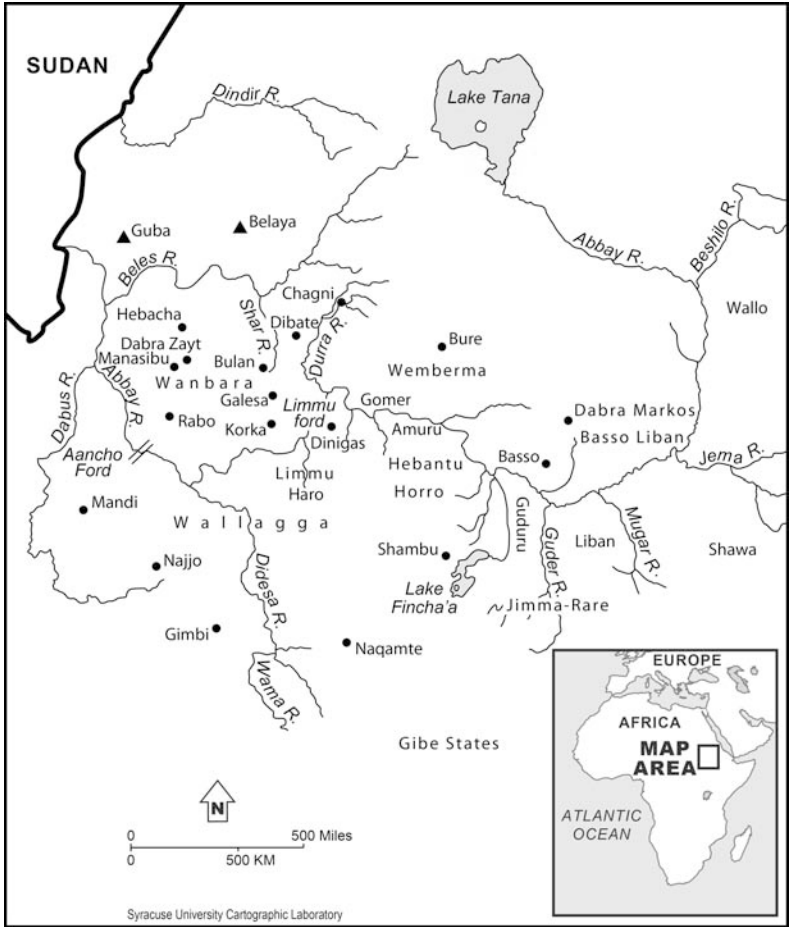 SUDAN
Dindir R.
Lake Tana
Guba
Belaya
Abbay R.
Beshilo R.
Beles R.
Chagni
Wallo
Hebacha
Shar R.
Dibate
Durra R.
Dabra Zayt
Bure
Manasibu
Bulan
Wemberma
Wanbara
Dabus R.
Abbay R.
Galesa
Limmu
ford
Gomer
Rabo
Korka
Dinigas
Amuru
Dabra Markos
Basso Liban
Aancho
Ford
Hebantu
Basso
Jema R.
Limmu
Haro
Horro
Mandi
Wallagga
Guduru
Guder R.
Liban
Mugar R.
Shawa
Shambu
Najjo
Didesa R.
Lake
Fincha'a
Jimma-Rare
Gimbi
Naqamte
Wama R.
Gibe States
EUROPE
AFRICA
MAP
AREA
ATLANTIC
OCEAN
N
0 500 Miles
0 500 KM
Syracuse University Cartographic Laboratory